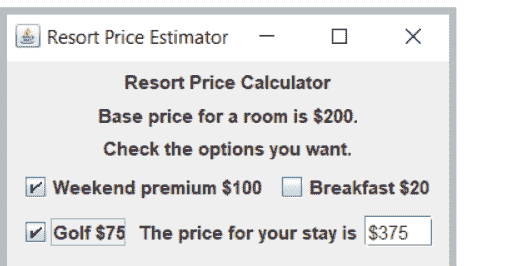 Resort Price Estimator
Resort Price Calculator
Base price for a room is $200.
Check the options you want.
Weekend premium $100 Breakfast $20
Golf $75 The price for your stay is $375